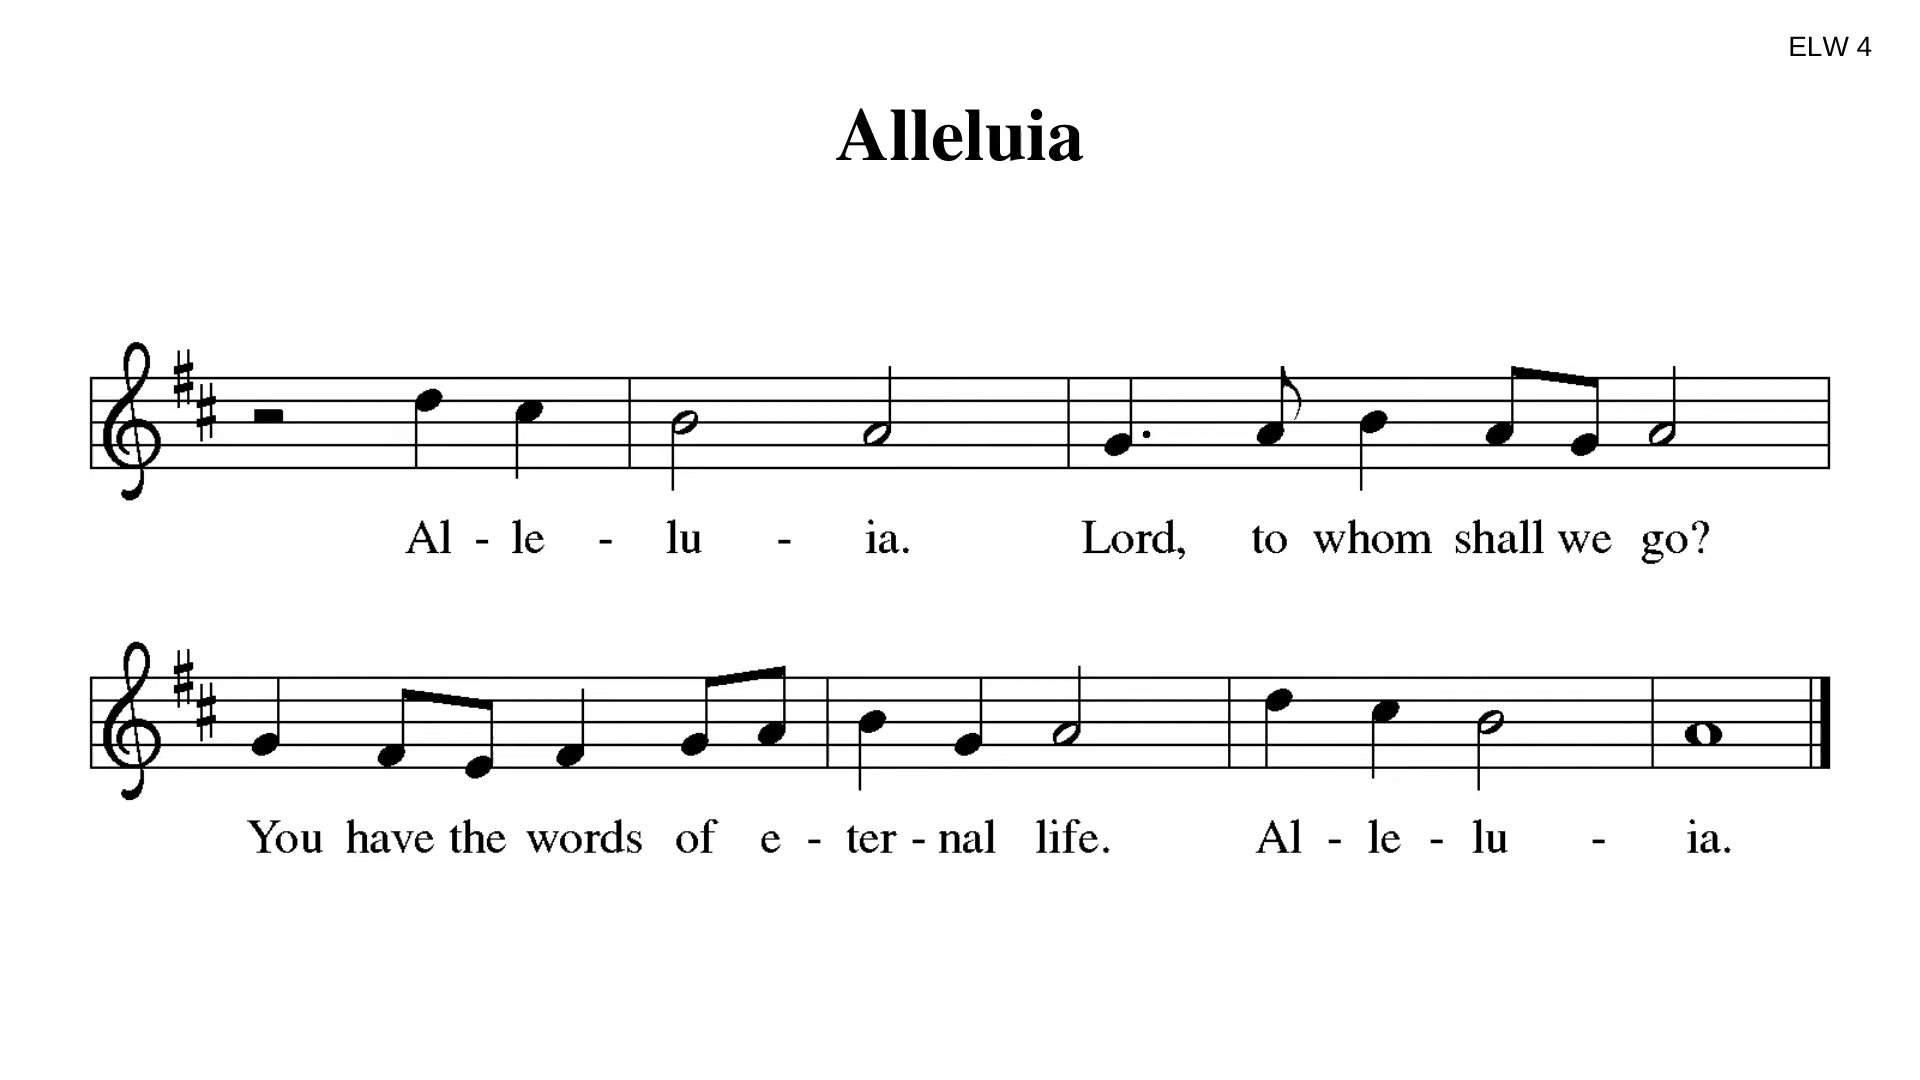 ELW 4
Alleluia
Al - le - lu - ia. Lord, to whom shall we go?
You have the words of e - ter - nal life. Al - le - lu - ia.